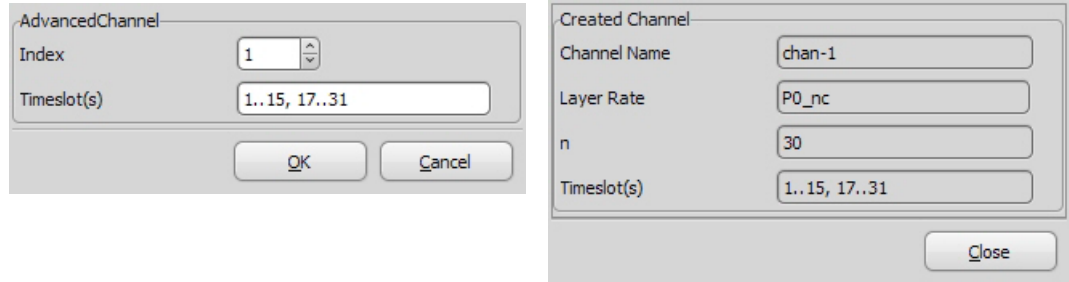 AdvancedChannel
Index
1
Timeslot(s)
1..15, 17..31
OK
Cancel
Created Channel
Channel Name
chan-1
Layer Rate
P0_nc
n
30
Timeslot(s)
1..15, 17..31
Close